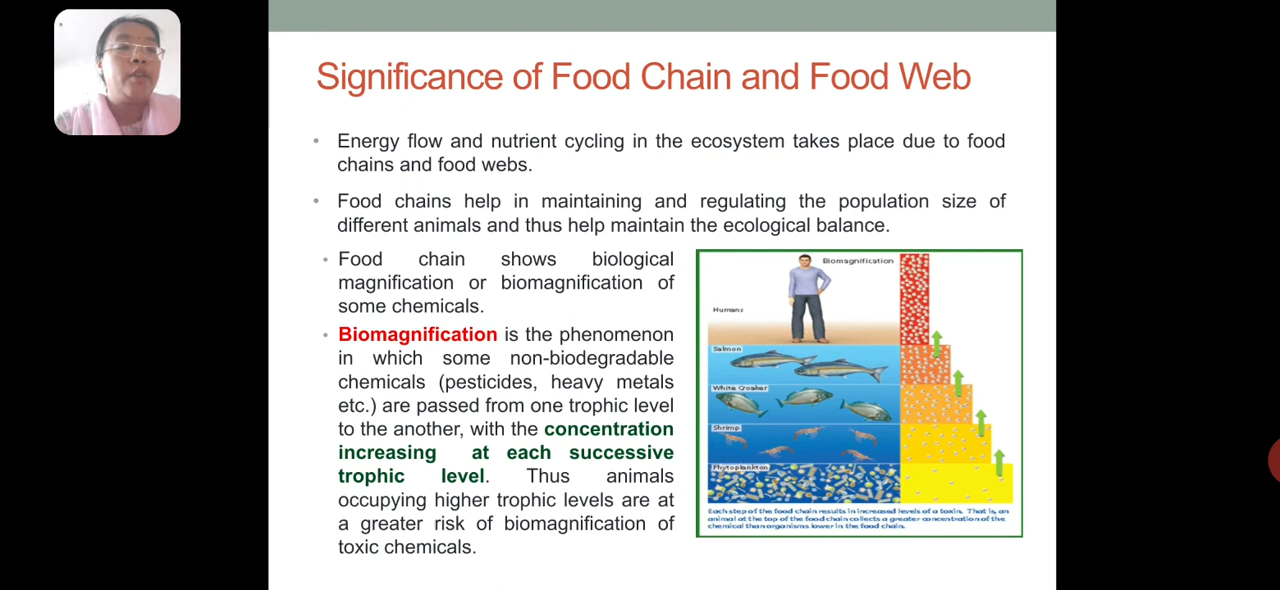 Significance of Food Chain and Food Web
• Energy flow and nutrient cycling in the ecosystem takes place due to food
chains and food webs.
• Food chains help in maintaining and regulating the population size of
different animals and thus help maintain the ecological balance.
• Food chain shows biological
magnification or biomagnification of
some chemicals.
• Biomagnification is the phenomenon
in which some non-biodegradable
chemicals (pesticides, heavy metals
etc.) are passed from one trophic level
to the another, with the concentration
increasing at each successive
trophic level. Thus animals
occupying higher trophic levels are at
a greater risk of biomagnification of
toxic chemicals.
Biomagnification
Humans
Salmon
White Croaker
Shrimp
Phytoplankton
Each step of the food chain results in increased levels of a toxin. That is, an
animal at the top of the food chain collects a greater concentration of the
chemical than organisms lower in the food chain.